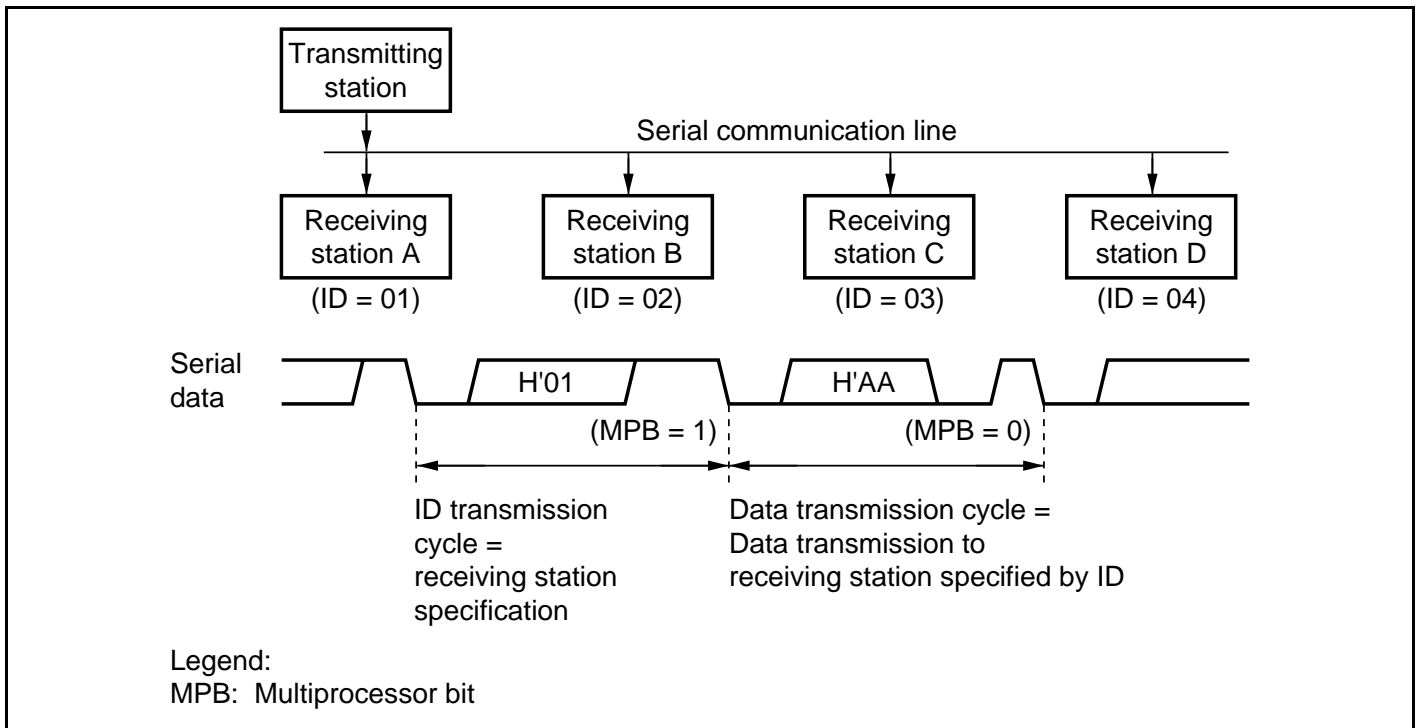 Transmitting
station
Serial communication line
Receiving
station A
(ID = 01)
Receiving
station B
(ID = 02)
Receiving
station C
(ID = 03)
Receiving
station D
(ID = 04)
Serial
data
H'01
H'AA
(MPB = 1)
(MPB = 0)
ID transmission
cycle =
receiving station
specification
Data transmission cycle =
Data transmission to
receiving station specified by ID
Legend:
MPB: Multiprocessor bit